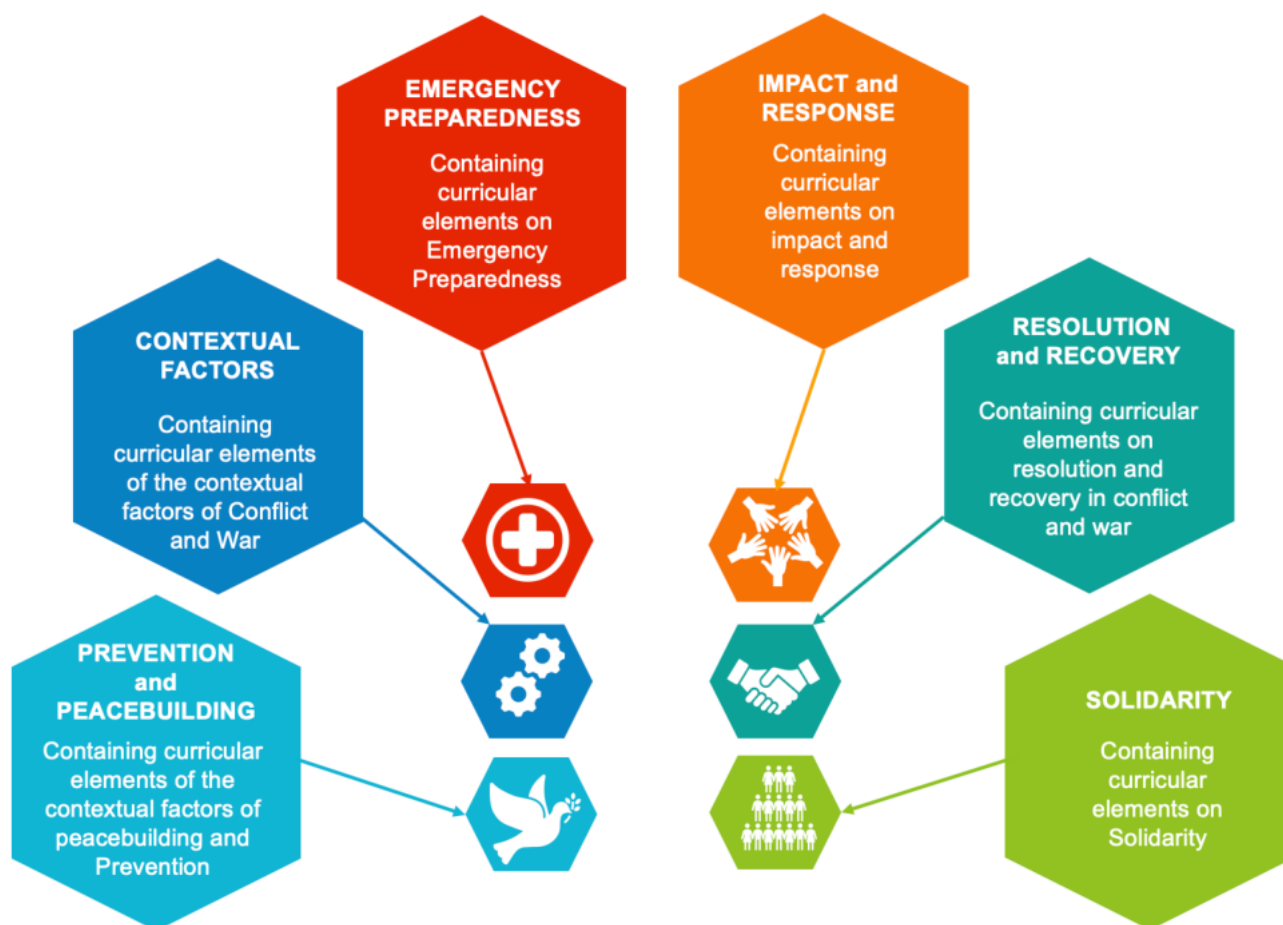 EMERGENCY
PREPAREDNESS
Containing
curricular
elements on
Emergency
Preparedness
IMPACT and
RESPONSE
Containing
curricular
elements on
impact and
response
CONTEXTUAL
FACTORS
Containing
curricular elements
of the contextual
factors of Conflict
and War
RESOLUTION
and RECOVERY
Containing curricular
elements on
resolution and
recovery in conflict
and war
PREVENTION
and
PEACEBUILDING
Containing curricular
elements of the
contextual factors of
peacebuilding and
Prevention
SOLIDARITY
Containing
curricular
elements on
Solidarity